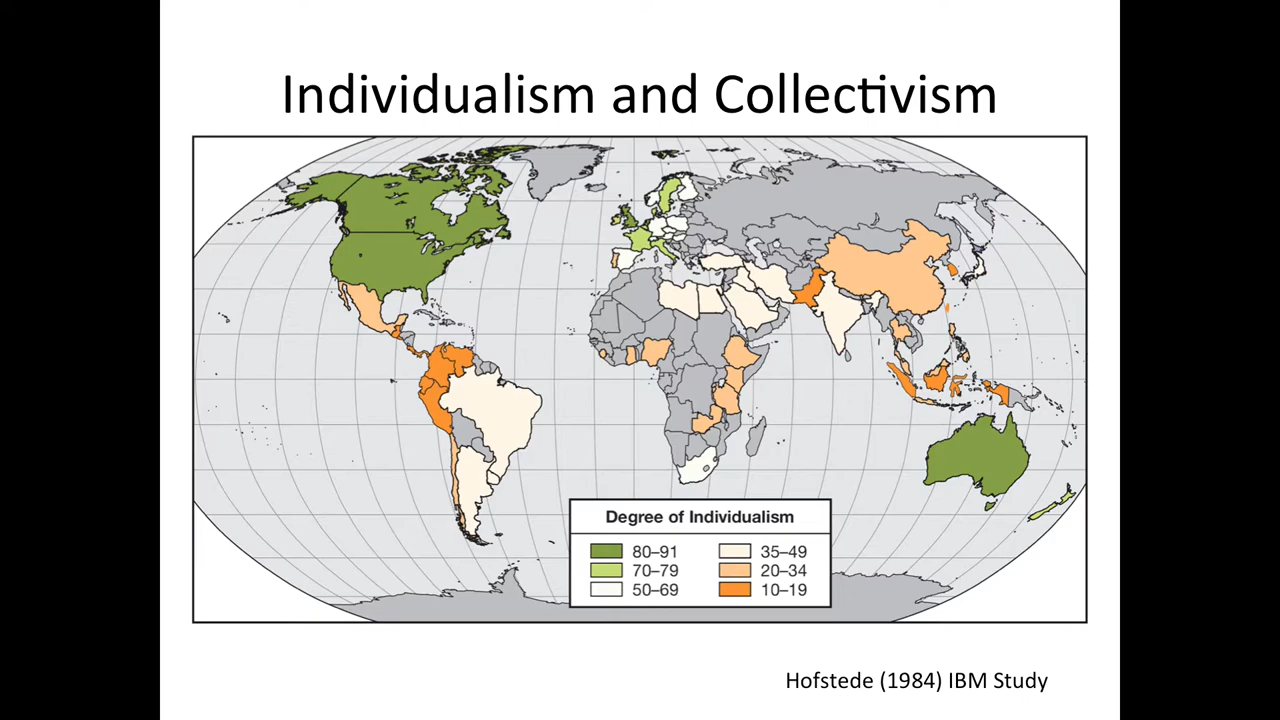 Individualism and Collectivism
Degree of Individualism
80–91
70–79
50–69
35–49
20–34
10–19
Hofstede (1984) IBM Study